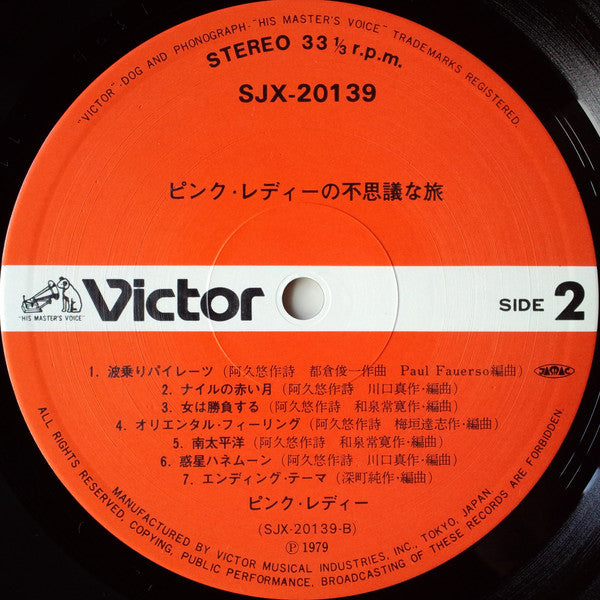 "VICTOR"-DOG AND PHONOGRAPH-"HIS MASTER'S VOICE" TRADEMARKS REGISTERED
STEREO 33 1/3 r.p.m.
SJX-20139
ピンク・レディーの不思議な旅
"HIS MASTER'S VOICE"
Victor
SIDE 2
1. 波乗りパイレーツ (阿久悠作詩 都倉俊一作曲 Paul Fauerso編曲)
JASRAC
2. ナイルの赤い月 (阿久悠作詩 川口真作・編曲)
3. 女は勝負する (阿久悠作詩 和泉常寛作・編曲)
4. オリエンタル・フィーリング (阿久悠作詩 梅垣達志作・編曲)
5. 南太平洋 (阿久悠作詩 和泉常寛作・編曲)
6. 惑星ハネムーン (阿久悠作詩 川口真作・編曲)
7. エンディング・テーマ (深町純作・編曲)
ピンク・レディー
(SJX-20139-B)
Ⓟ 1979
MANUFACTURED BY VICTOR MUSICAL INDUSTRIES, INC., TOKYO, JAPAN
ALL RIGHTS RESERVED. COPYING, PUBLIC PERFORMANCE, BROADCASTING OF THESE RECORDS ARE FORBIDDEN